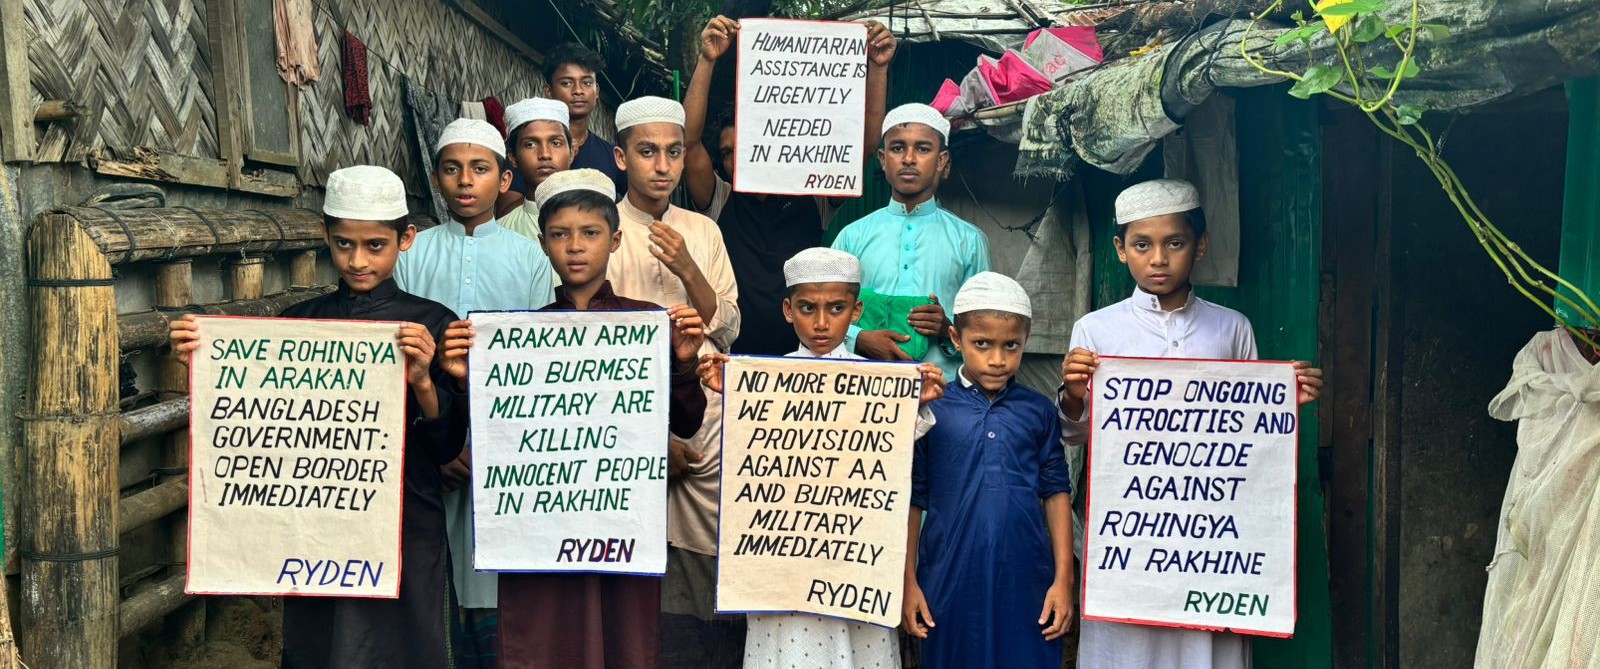 HUMANITARIAN
ASSISTANCE IS
URGENTLY
NEEDED
IN RAKHINE
RYDEN
SAVE ROHINGYA
IN ARAKAN
BANGLADESH
GOVERNMENT:
OPEN BORDER
IMMEDIATELY
RYDEN
ARAKAN ARMY
AND BURMESE
MILITARY ARE
KILLING
INNOCENT PEOPLE
IN RAKHINE
RYDEN
NO MORE GENOCIDE
WE WANT ICJ
PROVISIONS
AGAINST AA
AND BURMESE
MILITARY
IMMEDIATELY
RYDEN
STOP ONGOING
ATROCITIES AND
GENOCIDE
AGAINST
ROHINGYA
IN RAKHINE
RYDEN